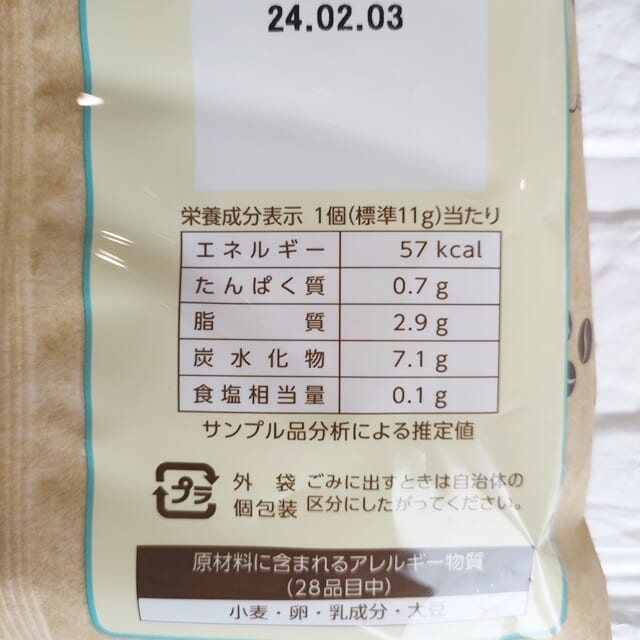 24.02.03
栄養成分表示 1個(標準11g)当たり
エネルギー 57 kcal
たんぱく質 0.7 g
脂質 2.9 g
炭水化物 7.1 g
食塩相当量 0.1 g
サンプル品分析による推定値
プラ
外袋 ごみに出すときは自治体の
個包装 区分にしたがってください。
原材料に含まれるアレルギー物質
(28品目中)
小麦・卵・乳成分・大豆